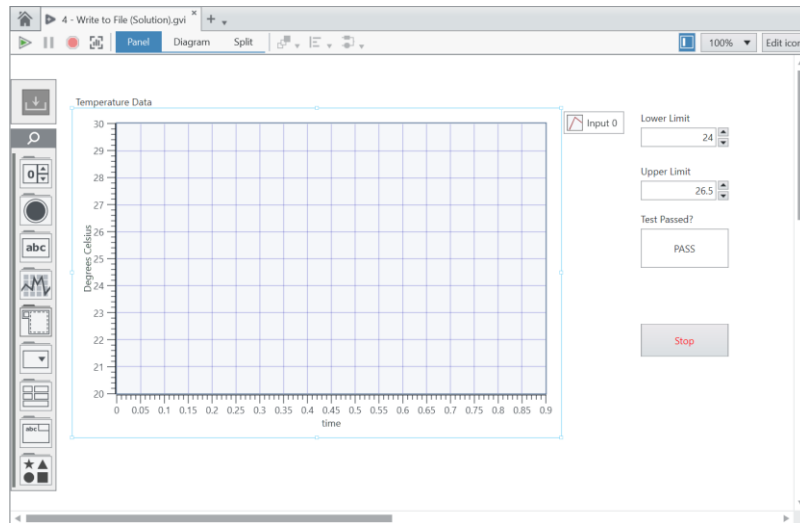 4 - Write to File (Solution).gvi
Panel Diagram Split 100% Edit icon
Temperature Data
Input 0
Lower Limit
24
Upper Limit
26.5
Test Passed?
PASS
Stop
0
abc
abc
Degrees Celsius
30
29
28
27
26
25
24
23
22
21
20
0 0.05 0.1 0.15 0.2 0.25 0.3 0.35 0.4 0.45 0.5 0.55 0.6 0.65 0.7 0.75 0.8 0.85 0.9
time